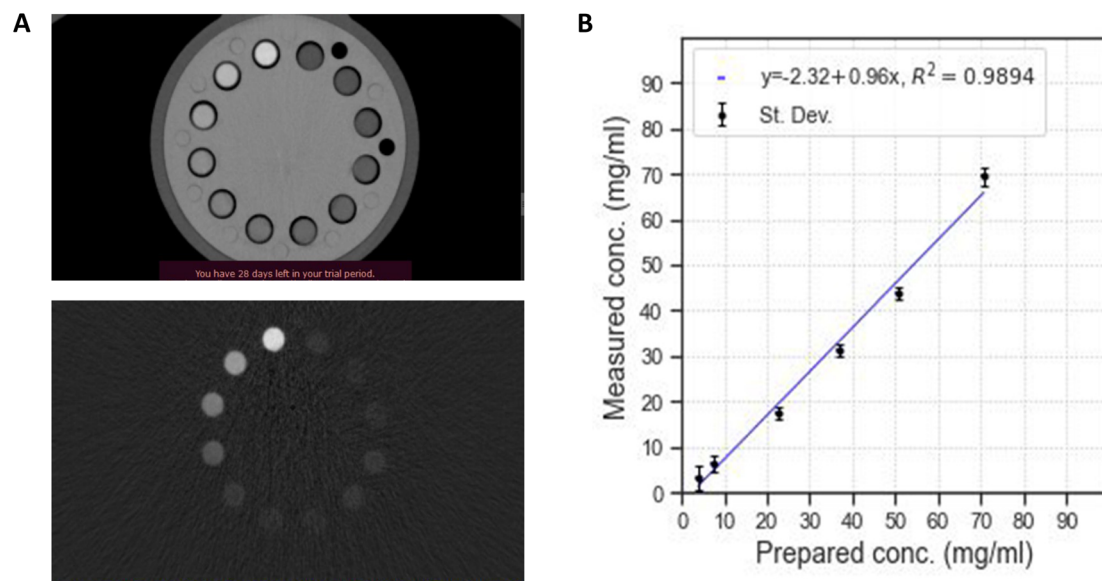 A
You have 28 days left in your trial period.
B
y=-2.32+0.96x, R² = 0.9894
St. Dev.
Measured conc. (mg/ml)
90
80
70
60
50
40
30
20
10
0
0 10 20 30 40 50 60 70 80 90
Prepared conc. (mg/ml)